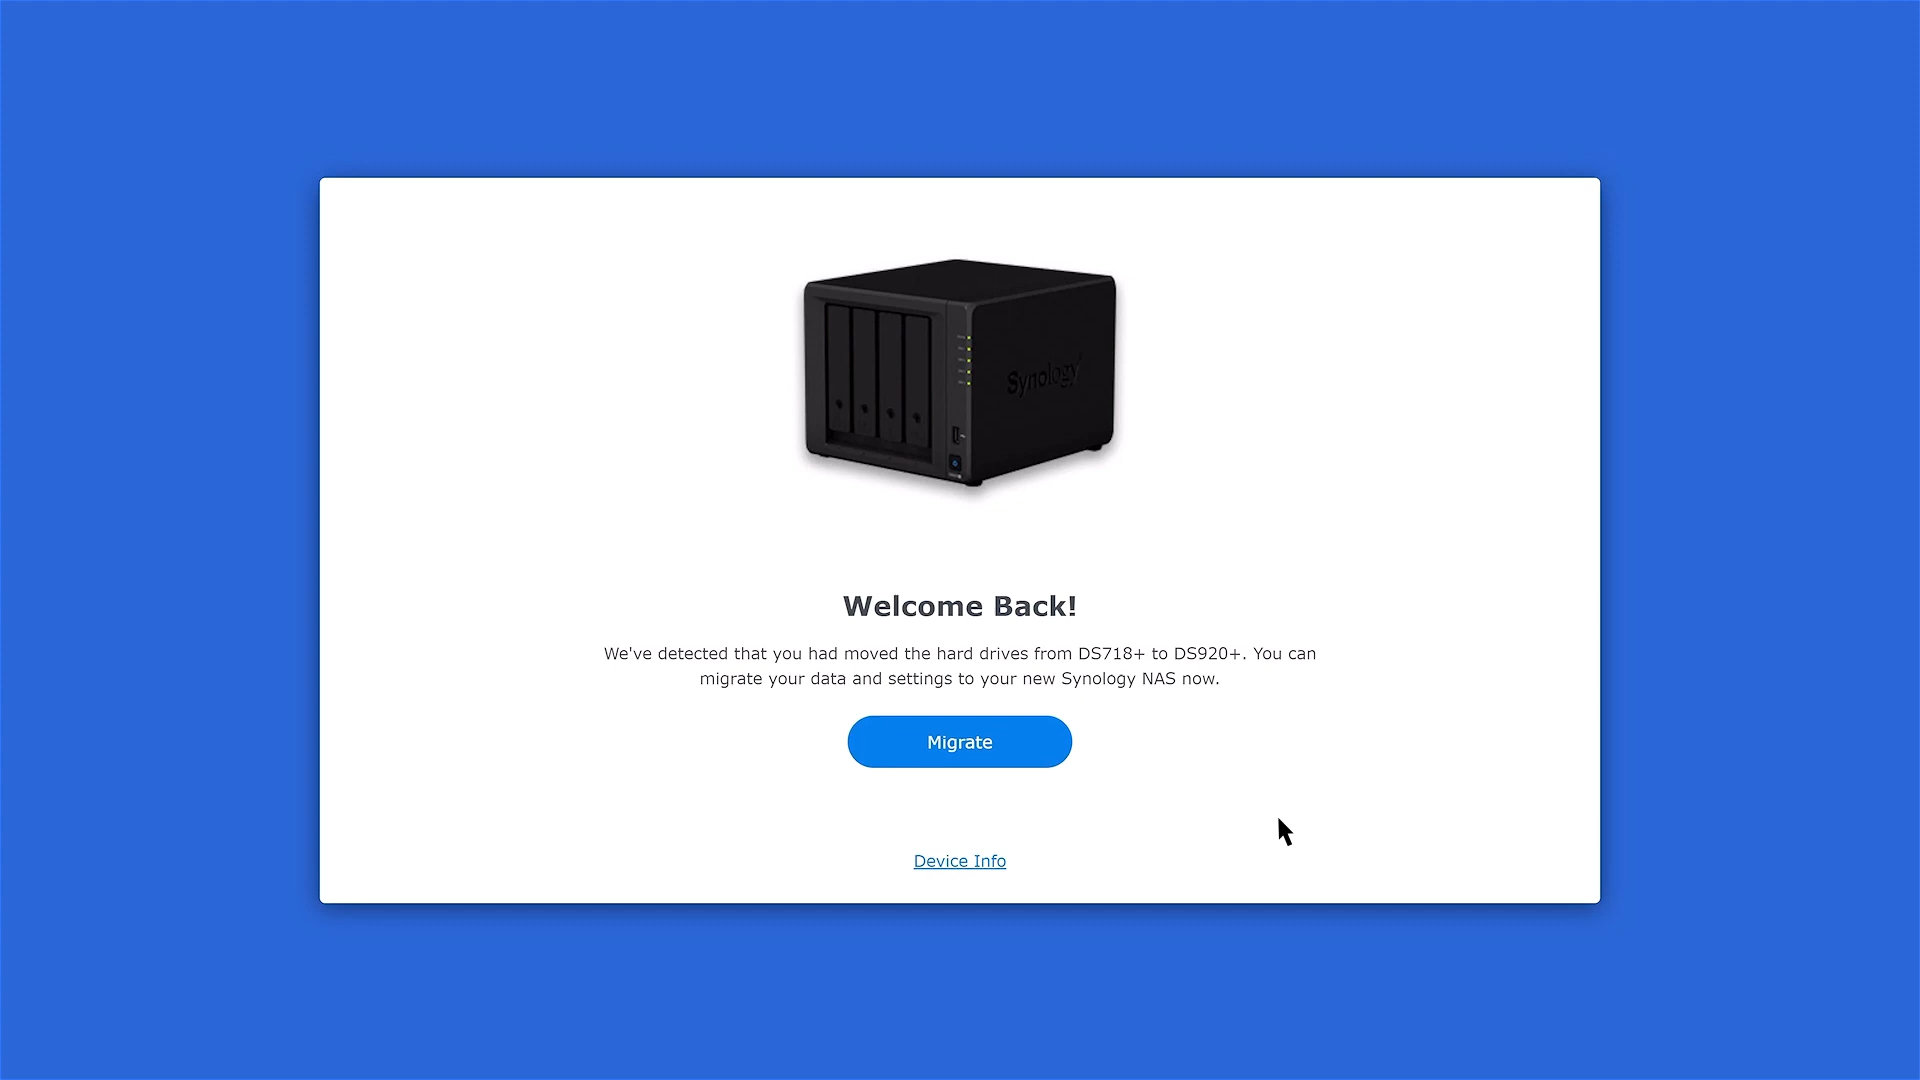 Synology
Welcome Back!
We've detected that you had moved the hard drives from DS718+ to DS920+. You can
migrate your data and settings to your new Synology NAS now.
Migrate
Device Info